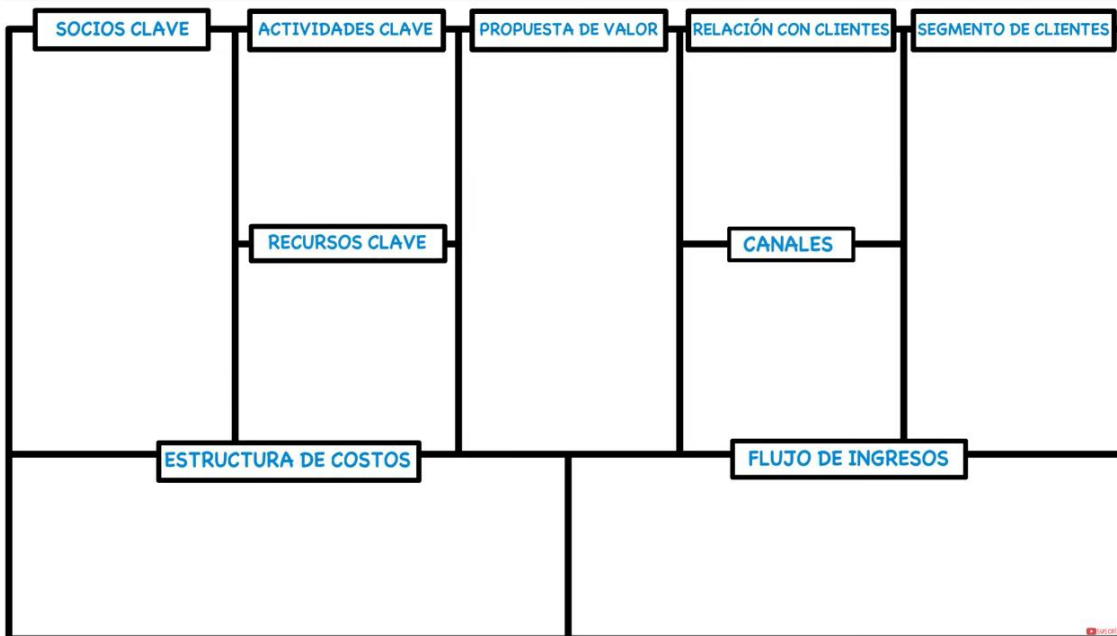 SOCIOS CLAVE
ACTIVIDADES CLAVE
PROPUESTA DE VALOR
RELACIÓN CON CLIENTES
SEGMENTO DE CLIENTES
RECURSOS CLAVE
CANALES
ESTRUCTURA DE COSTOS
FLUJO DE INGRESOS